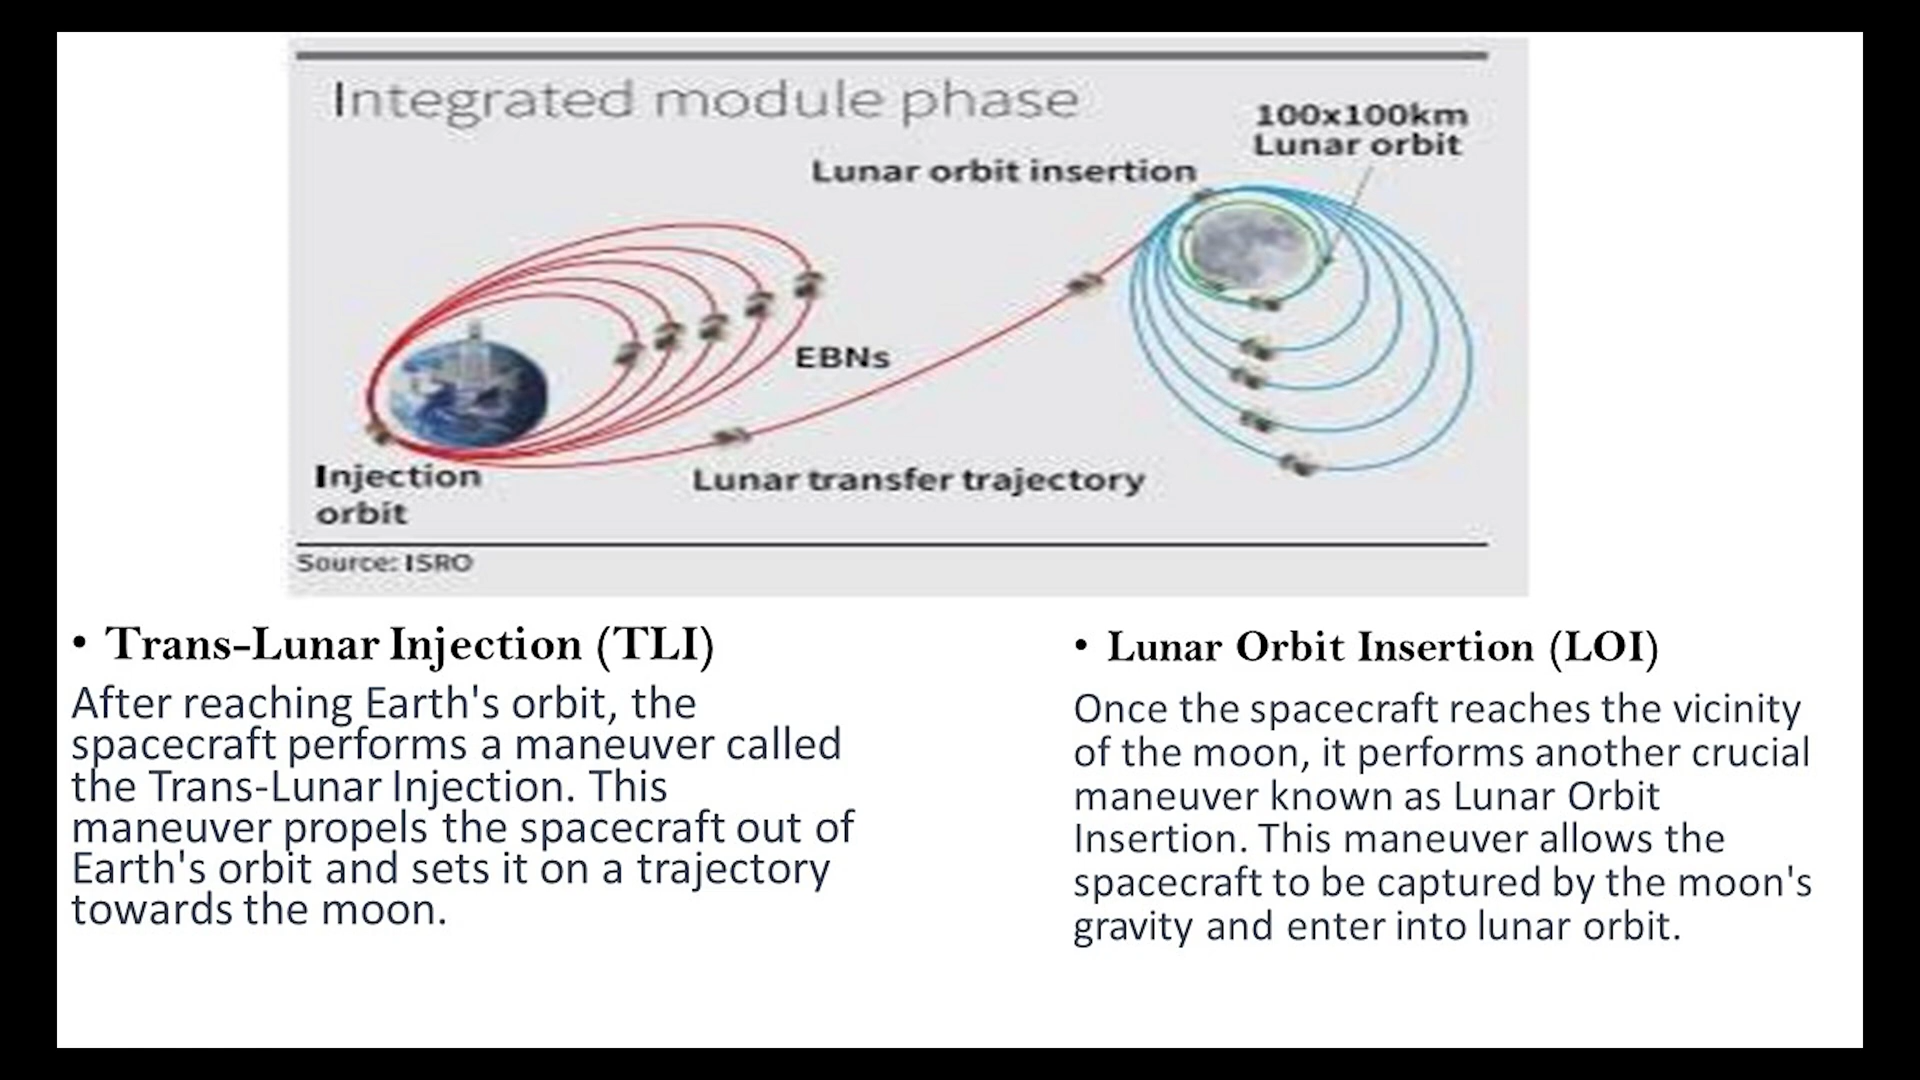 Integrated module phase
100x100km
Lunar orbit
Lunar orbit insertion
EBNs
Injection
orbit
Lunar transfer trajectory
Source: ISRO
• Trans-Lunar Injection (TLI)
After reaching Earth's orbit, the
spacecraft performs a maneuver called
the Trans-Lunar Injection. This
maneuver propels the spacecraft out of
Earth's orbit and sets it on a trajectory
towards the moon.
• Lunar Orbit Insertion (LOI)
Once the spacecraft reaches the vicinity
of the moon, it performs another crucial
maneuver known as Lunar Orbit
Insertion. This maneuver allows the
spacecraft to be captured by the moon's
gravity and enter into lunar orbit.